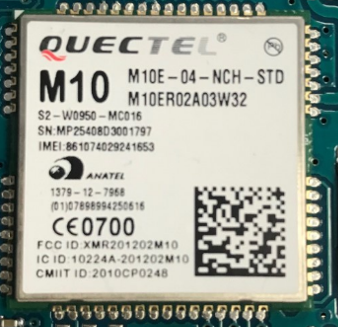 QUECTEL
M10
M10E-04-NCH-STD
M10ER02A03W32
S2-W0950-MC016
SN:MP25408D3001797
IMEI:861074029241653
ANATEL
1379-12-7968
(01)07898994250616
CE0700
FCC ID:XMR201202M10
IC ID:10224A-201202M10
CMIIT ID:2010CP0248